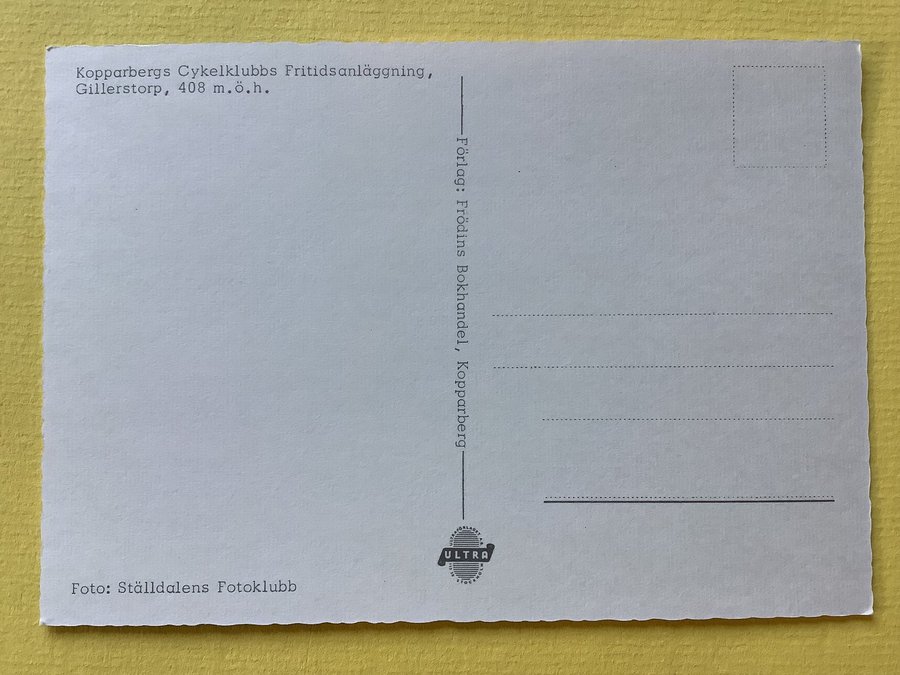 Kopparbergs Cykelklubbs Fritidsanläggning,
Gillerstorp, 408 m.ö.h.
Förlag: Frödins Bokhandel, Kopparberg
ULTRA
Foto: Ställdalens Fotoklubb